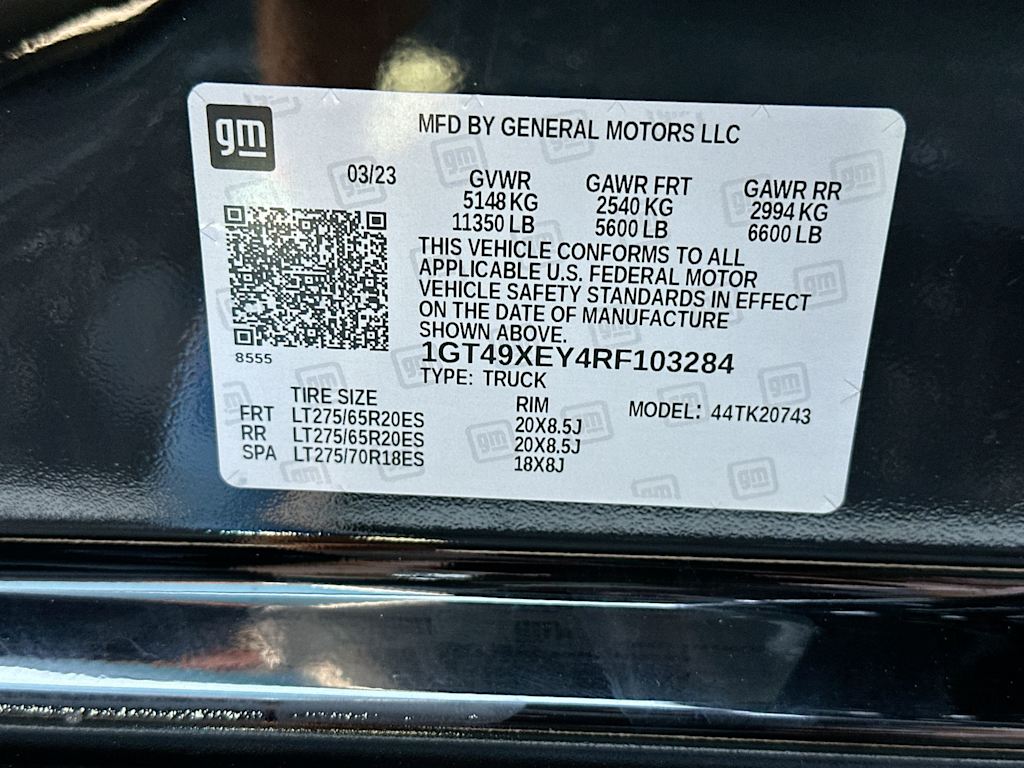 gm
MFD BY GENERAL MOTORS LLC
03/23
GVWR
5148 KG
11350 LB
GAWR FRT
2540 KG
5600 LB
GAWR RR
2994 KG
6600 LB
THIS VEHICLE CONFORMS TO ALL
APPLICABLE U.S. FEDERAL MOTOR
VEHICLE SAFETY STANDARDS IN EFFECT
ON THE DATE OF MANUFACTURE
SHOWN ABOVE.
8555
1GT49XEY4RF103284
TYPE: TRUCK
TIRE SIZE
RIM
MODEL: 44TK20743
FRT LT275/65R20ES 20X8.5J
RR LT275/65R20ES 20X8.5J
SPA LT275/70R18ES 18X8J